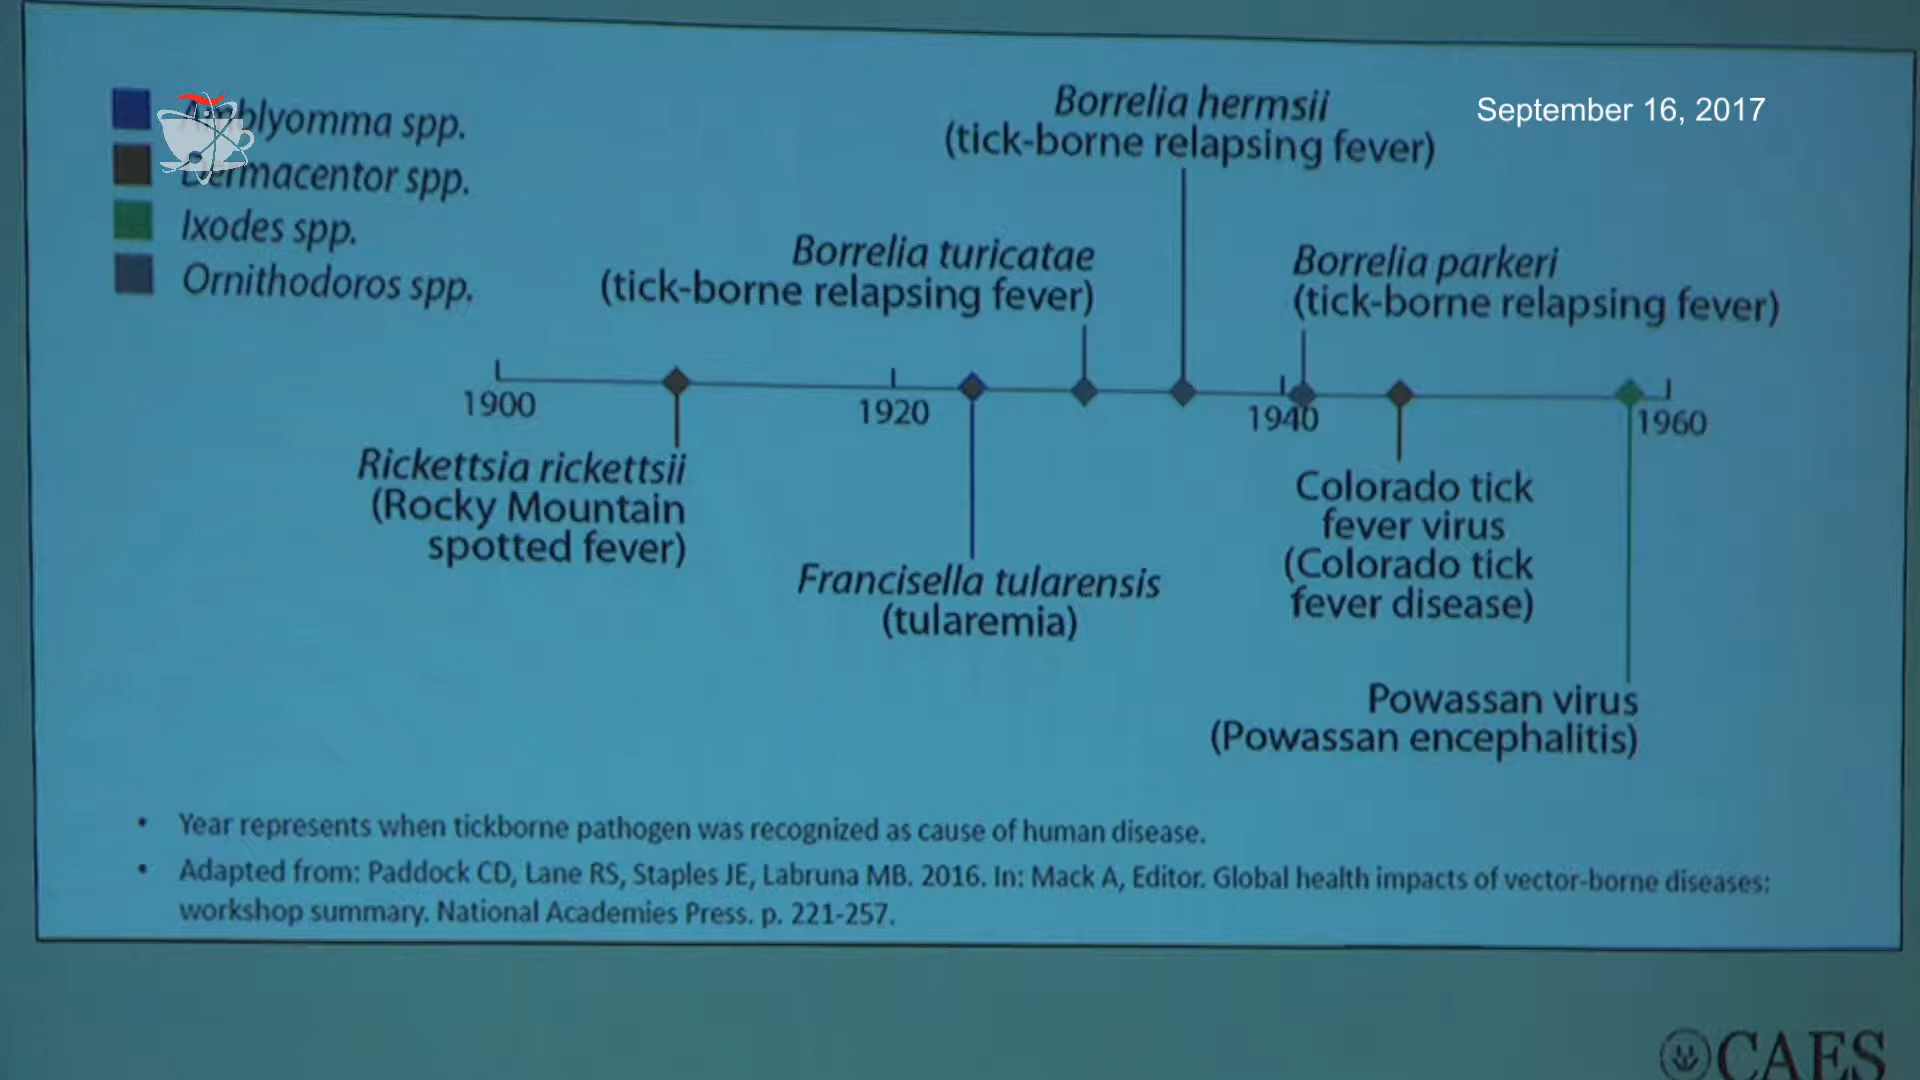 September 16, 2017
Amblyomma spp.
Dermacentor spp.
Ixodes spp.
Ornithodoros spp.
Borrelia hermsii
(tick-borne relapsing fever)
Borrelia turicatae
(tick-borne relapsing fever)
Borrelia parkeri
(tick-borne relapsing fever)
1900
1920
1940
1960
Rickettsia rickettsii
(Rocky Mountain
spotted fever)
Francisella tularensis
(tularemia)
Colorado tick
fever virus
(Colorado tick
fever disease)
Powassan virus
(Powassan encephalitis)
• Year represents when tickborne pathogen was recognized as cause of human disease.
• Adapted from: Paddock CD, Lane RS, Staples JE, Labruna MB. 2016. In: Mack A, Editor. Global health impacts of vector-borne diseases:
workshop summary. National Academies Press. p. 221-257.
CAES